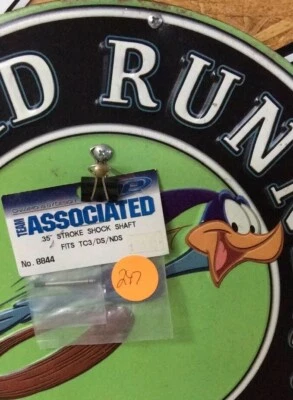 D RUN
TEAM ASSOCIATED
.35" STROKE SHOCK SHAFT
FITS TC3/DS/NDS
No. 8844
247